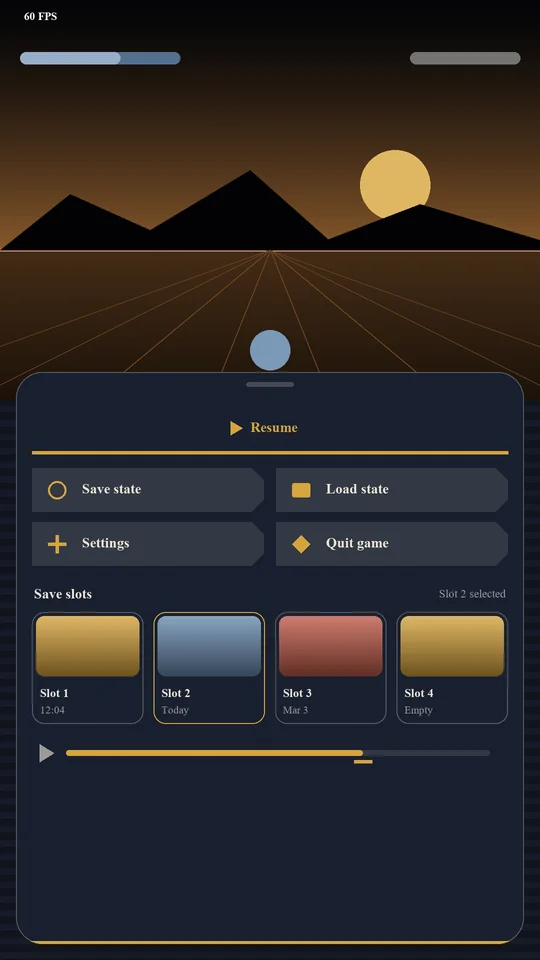 60 FPS
Resume
Save state
Load state
Settings
Quit game
Save slots
Slot 2 selected
Slot 1
12:04
Slot 2
Today
Slot 3
Mar 3
Slot 4
Empty